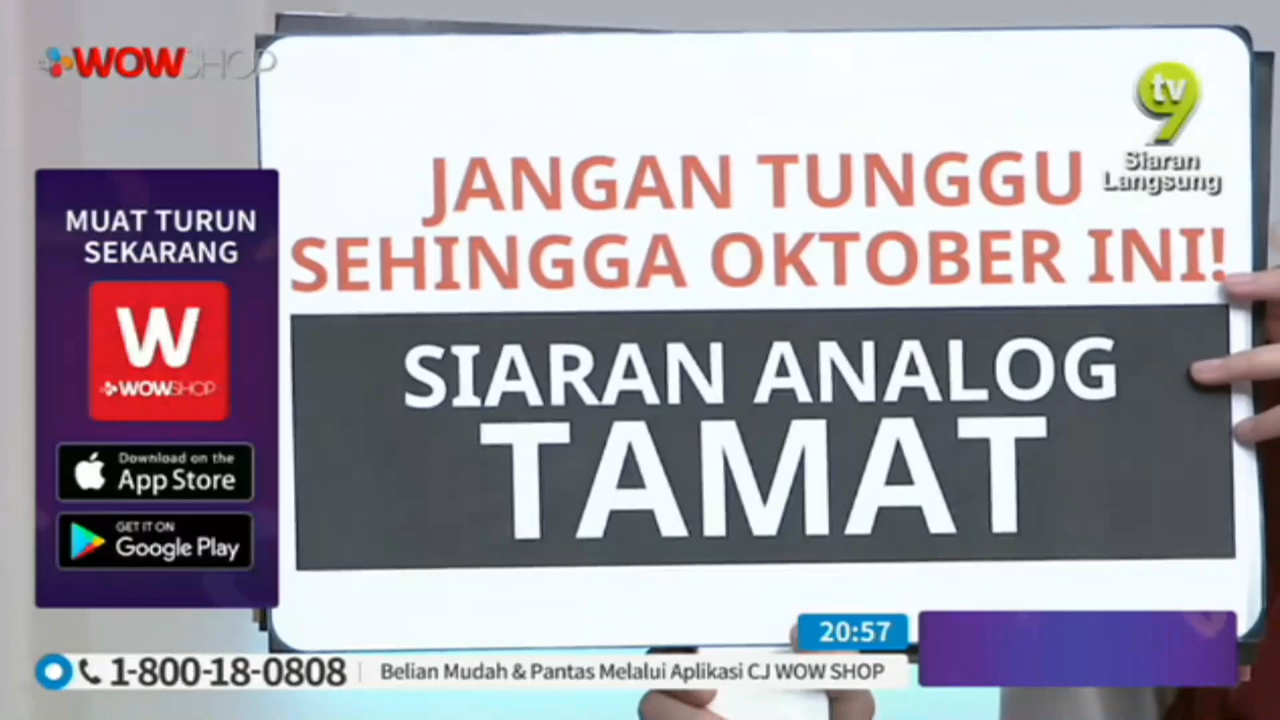 WOWSHOP
tv9
Siaran
Langsung
JANGAN TUNGGU
SEHINGGA OKTOBER INI!
SIARAN ANALOG
TAMAT
MUAT TURUN
SEKARANG
W
WOWSHOP
Download on the
App Store
GET IT ON
Google Play
20:57
1-800-18-0808
Belian Mudah & Pantas Melalui Aplikasi CJ WOW SHOP